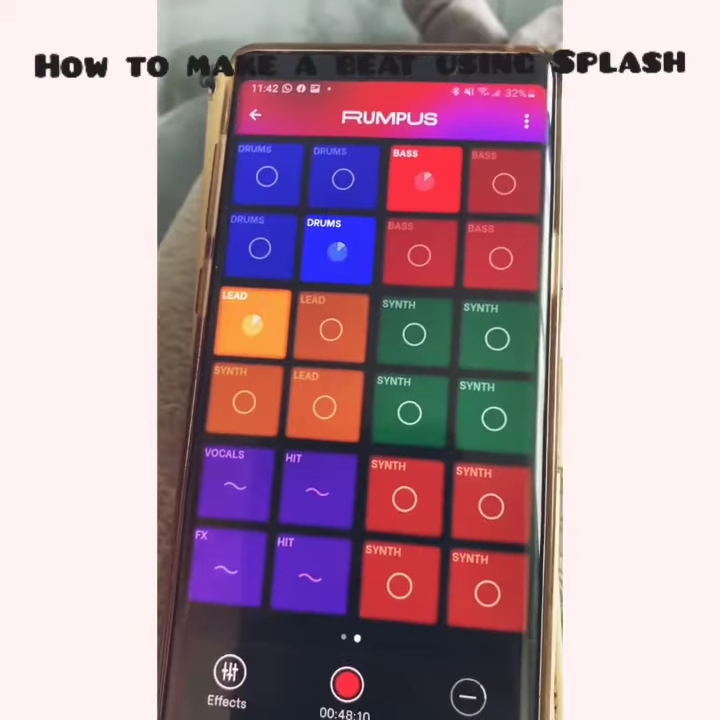 How to make a beat using Splash
11:42 32%
RUMPUS
DRUMS DRUMS BASS BASS
DRUMS DRUMS BASS BASS
LEAD LEAD SYNTH SYNTH
SYNTH LEAD SYNTH SYNTH
VOCALS HIT SYNTH SYNTH
FX HIT SYNTH SYNTH
Effects
00:48:10